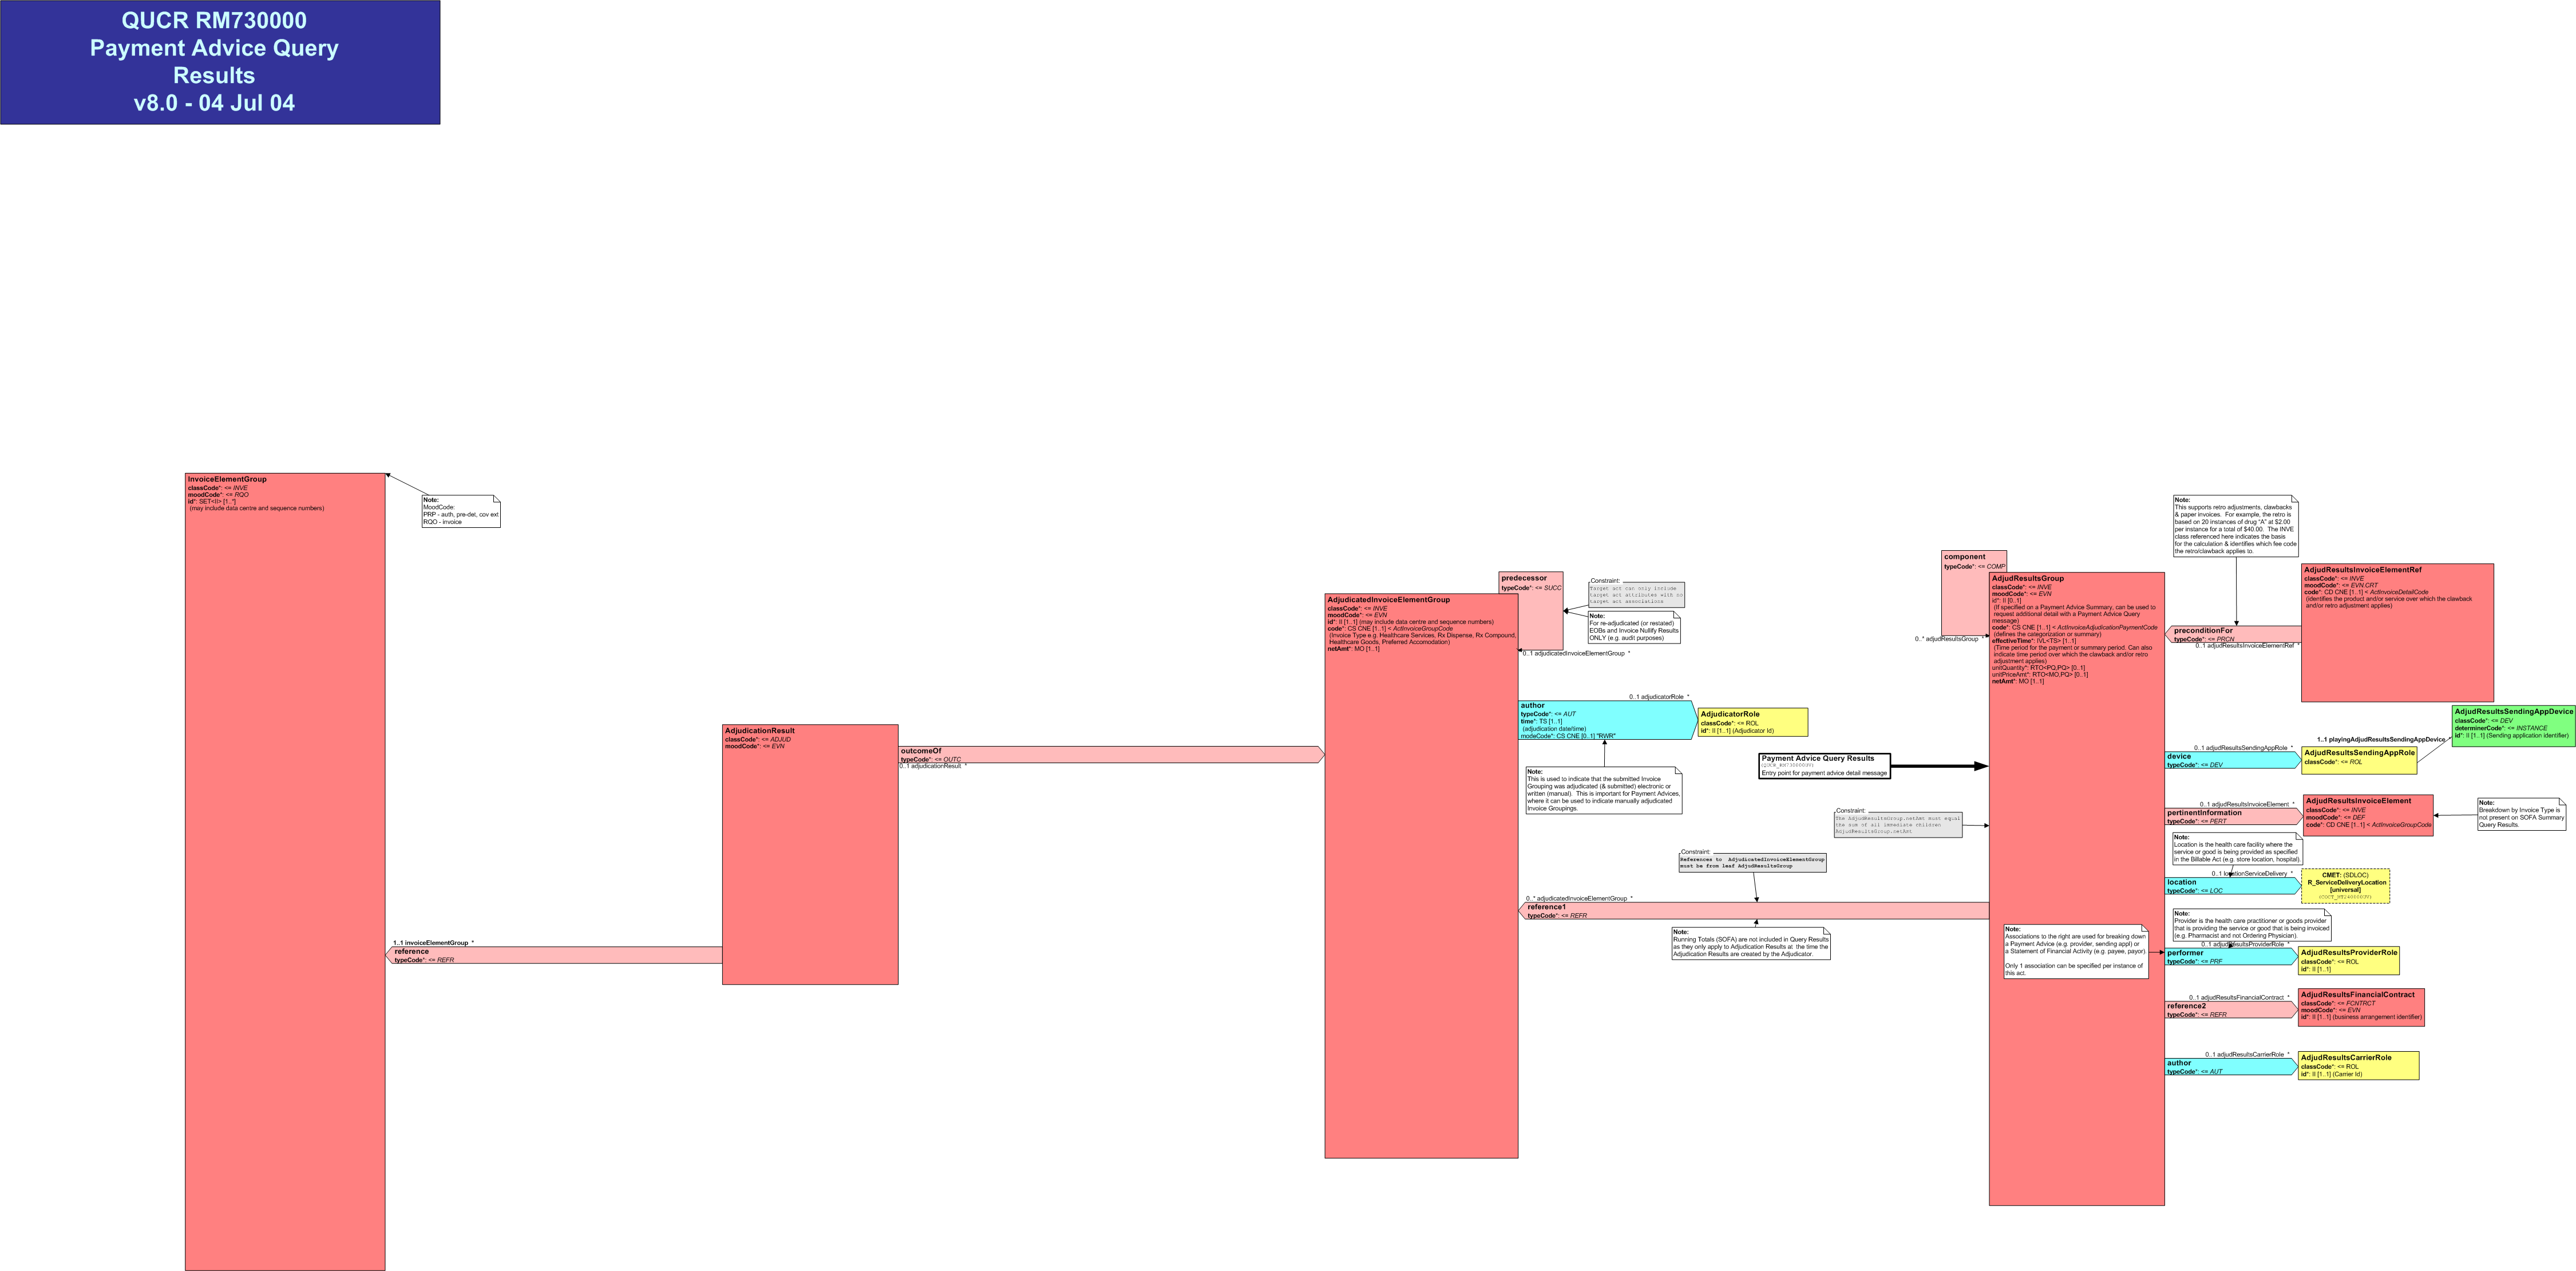 QUCR RM730000
Payment Advice Query
Results
v8.0 - 04 Jul 04
InvoiceElementGroup
classCode*: <= INVE
moodCode*: <= RQO
id*: SET<II> [1..*]
(may include data centre and sequence numbers)
Note:
MoodCode:
PRP - auth, pre-det, cov ext
RQO - invoice
1..1 invoiceElementGroup *
reference
typeCode*: <= REFR
AdjudicationResult
classCode*: <= ADJUD
moodCode*: <= EVN
outcomeOf
typeCode*: <= OUTC
0..1 adjudicationResult *
predecessor
typeCode*: <= SUCC
Constraint:
Target act can only include
target act attributes with no
target act associations
Note:
For re-adjudicated (or restated)
EOBs and Invoice Nullify Results
ONLY (e.g. audit purposes)
0..1 adjudicatedInvoiceElementGroup *
AdjudicatedInvoiceElementGroup
classCode*: <= INVE
moodCode*: <= EVN
id*: II [1..1] (may include data centre and sequence numbers)
code*: CS CNE [1..1] < ActInvoiceGroupCode
(Invoice Type e.g. Healthcare Services, Rx Dispense, Rx Compound,
Healthcare Goods, Preferred Accomodation)
netAmt*: MO [1..1]
0..1 adjudicatorRole *
author
typeCode*: <= AUT
time*: TS [1..1]
(adjudication date/time)
modeCode*: CS CNE [0..1] "RWR"
AdjudicatorRole
classCode*: <= ROL
id*: II [1..1] (Adjudicator Id)
Note:
This is used to indicate that the submitted Invoice
Grouping was adjudicated (& submitted) electronic or
written (manual). This is important for Payment Advices,
where it can be used to indicate manually adjudicated
Invoice Groupings.
Payment Advice Query Results
(QUCR_RM730000UV)
Entry point for payment advice detail message
Constraint:
The AdjudResultsGroup.netAmt must equal
the sum of all immediate children
AdjudResultsGroup.netAmt
Constraint:
References to AdjudicatedInvoiceElementGroup
must be from leaf AdjudResultsGroup
0..* adjudicatedInvoiceElementGroup *
reference1
typeCode*: <= REFR
Note:
Running Totals (SOFA) are not included in Query Results
as they only apply to Adjudication Results at the time the
Adjudication Results are created by the Adjudicator.
component
typeCode*: <= COMP
0..* adjudResultsGroup *
AdjudResultsGroup
classCode*: <= INVE
moodCode*: <= EVN
id*: II [0..1]
(If specified on a Payment Advice Summary, can be used to
request additional detail with a Payment Advice Query
message)
code*: CS CNE [1..1] < ActInvoiceAdjudicationPaymentCode
(defines the categorization or summary)
effectiveTime*: IVL<TS> [1..1]
(Time period for the payment or summary period. Can also
indicate time period over which the clawback and/or retro
adjustment applies)
unitQuantity*: RTO<PQ,PQ> [0..1]
unitPriceAmt*: RTO<MO,PQ> [0..1]
netAmt*: MO [1..1]
Note:
Associations to the right are used for breaking down
a Payment Advice (e.g. provider, sending appl) or
a Statement of Financial Activity (e.g. payee, payor).
Only 1 association can be specified per instance of
this act.
Note:
This supports retro adjustments, clawbacks
& paper invoices. For example, the retro is
based on 20 instances of drug "A" at $2.00
per instance for a total of $40.00. The INVE
class referenced here indicates the basis
for the calculation & identifies which fee code
the retro/clawback applies to.
AdjudResultsInvoiceElementRef
classCode*: <= INVE
moodCode*: <= EVN.CRT
code*: CD CNE [1..1] < ActInvoiceDetailCode
(identifies the product and/or service over which the clawback
and/or retro adjustment applies)
preconditionFor
typeCode*: <= PRCN
0..1 adjudResultsInvoiceElementRef *
AdjudResultsSendingAppDevice
classCode*: <= DEV
determinerCode*: <= INSTANCE
id*: II [1..1] (Sending application identifier)
1..1 playingAdjudResultsSendingAppDevice
0..1 adjudResultsSendingAppRole *
device
typeCode*: <= DEV
AdjudResultsSendingAppRole
classCode*: <= ROL
0..1 adjudResultsInvoiceElement *
pertinentInformation
typeCode*: <= PERT
AdjudResultsInvoiceElement
classCode*: <= INVE
moodCode*: <= DEF
code*: CD CNE [1..1] < ActInvoiceGroupCode
Note:
Breakdown by Invoice Type is
not present on SOFA Summary
Query Results.
Note:
Location is the health care facility where the
service or good is being provided as specified
in the Billable Act (e.g. store location, hospital).
0..1 locationServiceDelivery *
location
typeCode*: <= LOC
CMET: (SDLOC)
R_ServiceDeliveryLocation
[universal]
(COCT_MT240000UV)
Note:
Provider is the health care practitioner or goods provider
that is providing the service or good that is being invoiced
(e.g. Pharmacist and not Ordering Physician).
0..1 adjudResultsProviderRole *
performer
typeCode*: <= PRF
AdjudResultsProviderRole
classCode*: <= ROL
id*: II [1..1]
0..1 adjudResultsFinancialContract *
reference2
typeCode*: <= REFR
AdjudResultsFinancialContract
classCode*: <= FCNTRCT
moodCode*: <= EVN
id*: II [1..1] (business arrangement identifier)
0..1 adjudResultsCarrierRole *
author
typeCode*: <= AUT
AdjudResultsCarrierRole
classCode*: <= ROL
id*: II [1..1] (Carrier Id)